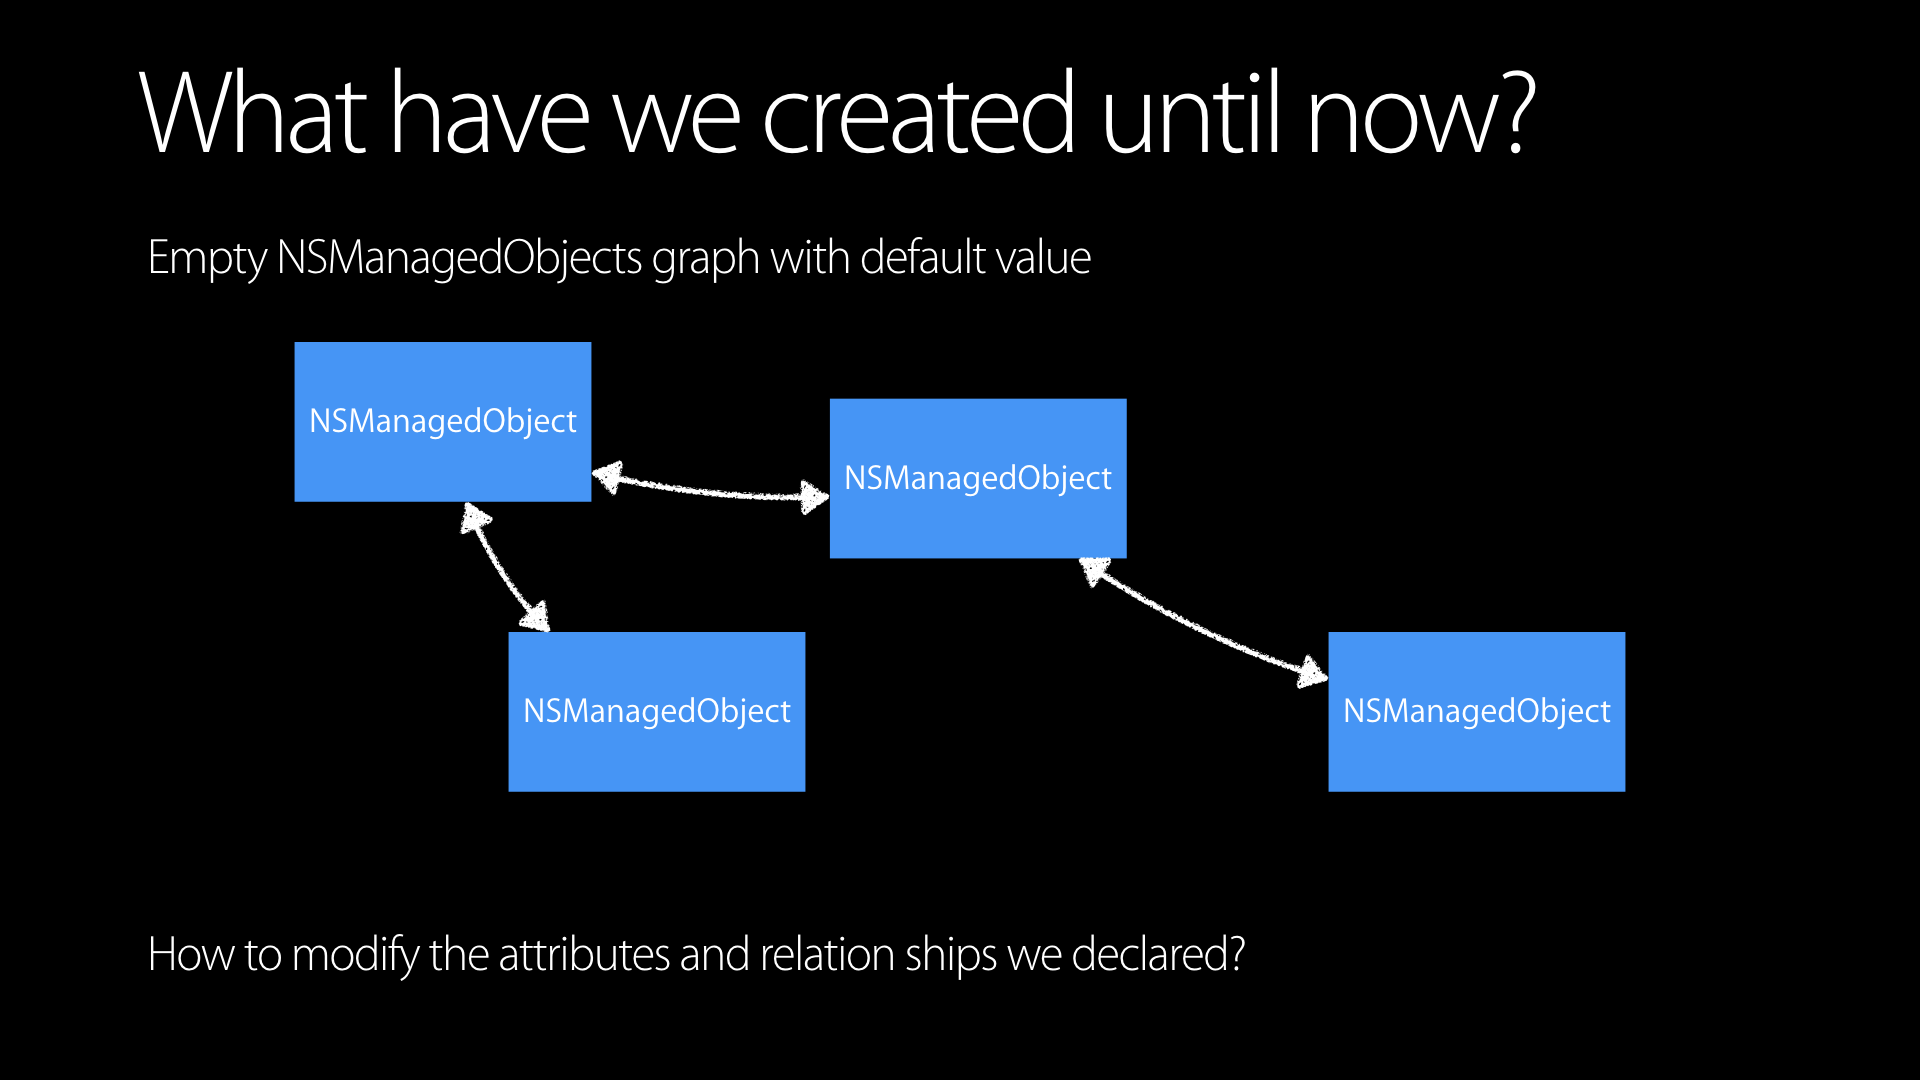 What have we created until now?
Empty NSManagedObjects graph with default value
NSManagedObject
NSManagedObject
NSManagedObject
NSManagedObject
How to modify the attributes and relation ships we declared?